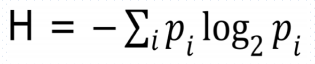 H = −∑ᵢ pᵢ log₂ pᵢ